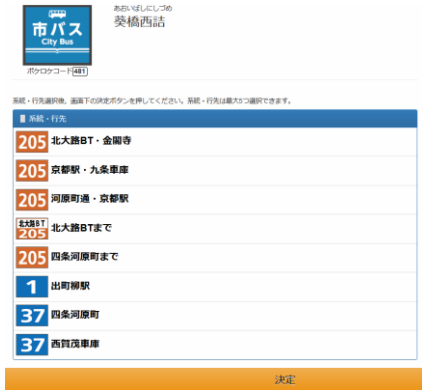 あおいばしにしづめ
市バス
City Bus
葵橋西詰
ポケロケコード481
系統・行先選択後、画面下の決定ボタンを押してください。系統・行先は最大5つ選択できます。
系統・行先
205 北大路BT・金閣寺
205 京都駅・九条車庫
205 河原町通・京都駅
北大路BT
205 北大路BTまで
205 四条河原町まで
1 出町柳駅
37 四条河原町
37 西賀茂車庫
決定